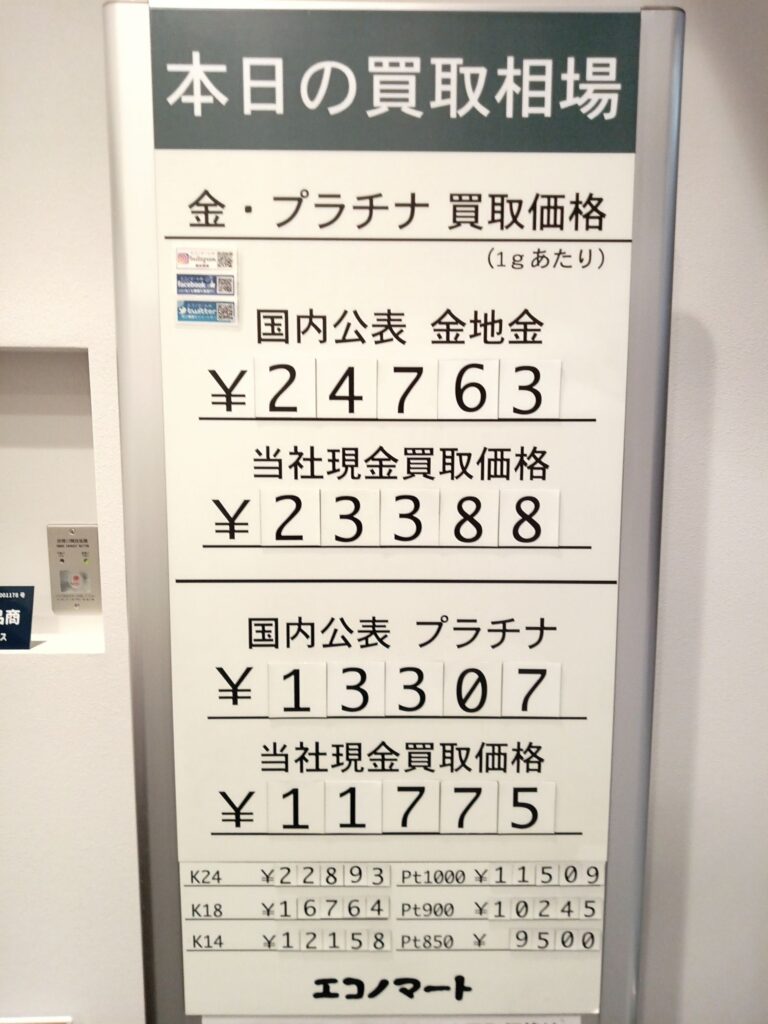 本日の買取相場
金・プラチナ 買取価格
(1gあたり)
Instagram
facebook
twitter
国内公表 金地金
¥24763
当社現金買取価格
¥23388
国内公表 プラチナ
¥13307
当社現金買取価格
¥11775
K24 ¥22893 Pt1000 ¥11509
K18 ¥16764 Pt900 ¥10245
K14 ¥12158 Pt850 ¥ 9500
エコノマート